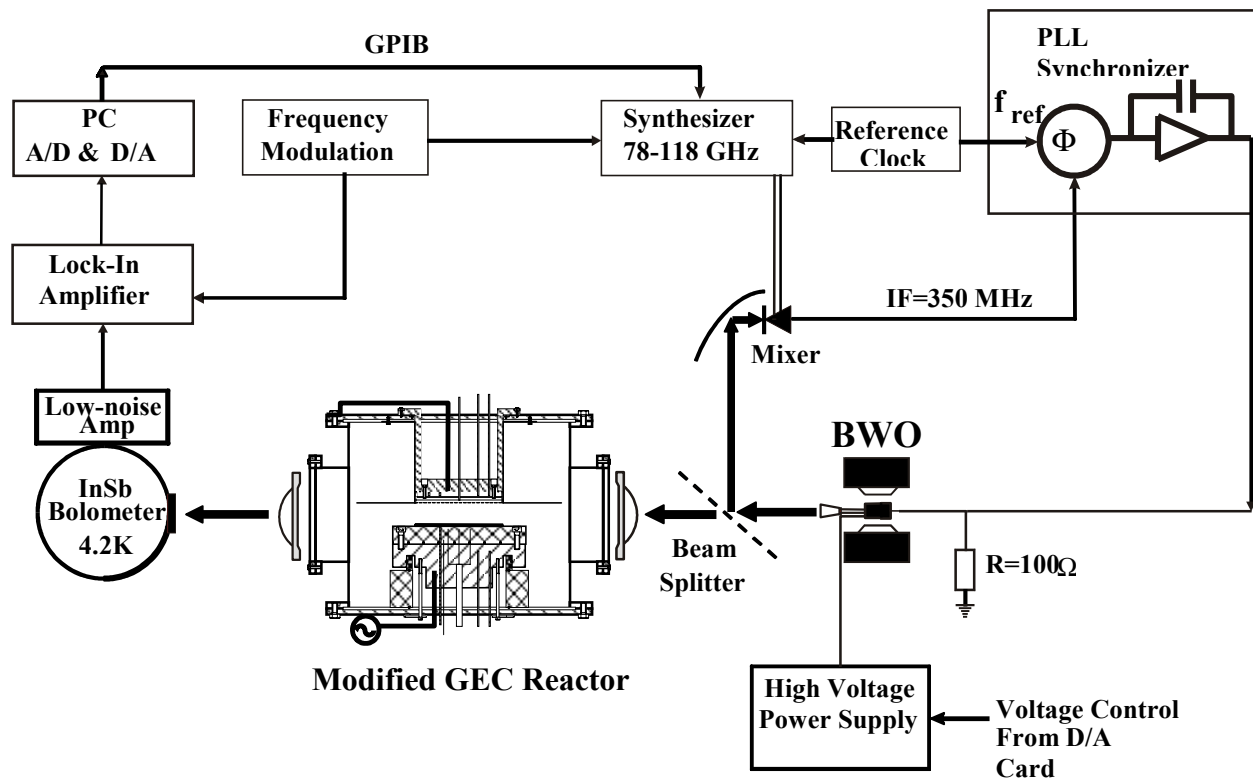 GPIB
PC
A/D & D/A
Frequency
Modulation
Synthesizer
78-118 GHz
Reference
Clock
PLL
Synchronizer
f ref
Φ
Lock-In
Amplifier
IF=350 MHz
Mixer
Low-noise
Amp
InSb
Bolometer
4.2K
BWO
Beam
Splitter
R=100Ω
Modified GEC Reactor
High Voltage
Power Supply
Voltage Control
From D/A
Card